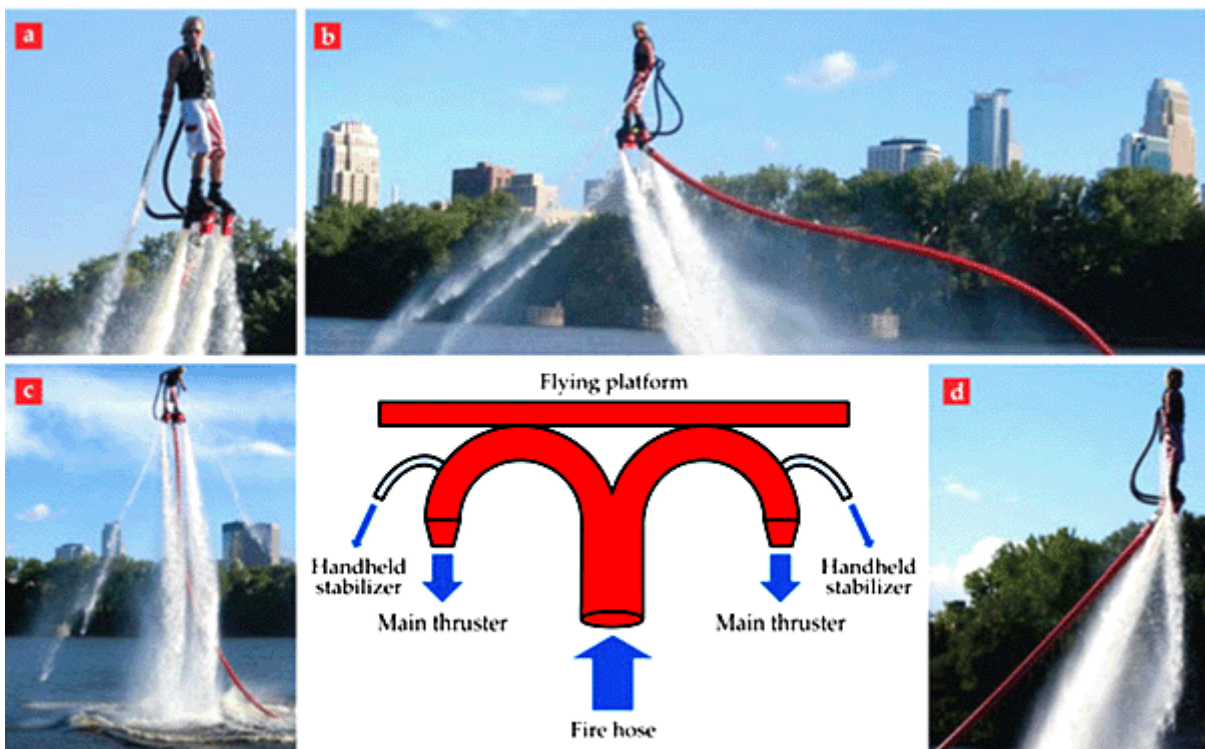 a
b
c
Flying platform
Handheld
stabilizer
Main thruster
Main thruster
Handheld
stabilizer
Fire hose
d